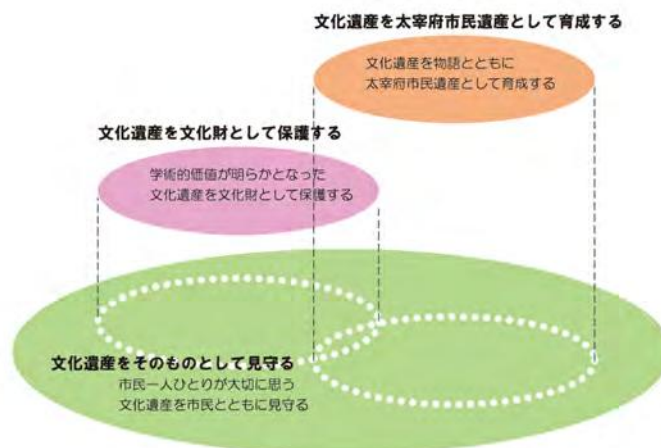 文化遺産を太宰府市民遺産として育成する
文化遺産を物語とともに
太宰府市民遺産として育成する
文化遺産を文化財として保護する
学術的価値が明らかとなった
文化遺産を文化財として保護する
文化遺産をそのものとして見守る
市民一人ひとりが大切に思う
文化遺産を市民とともに見守る